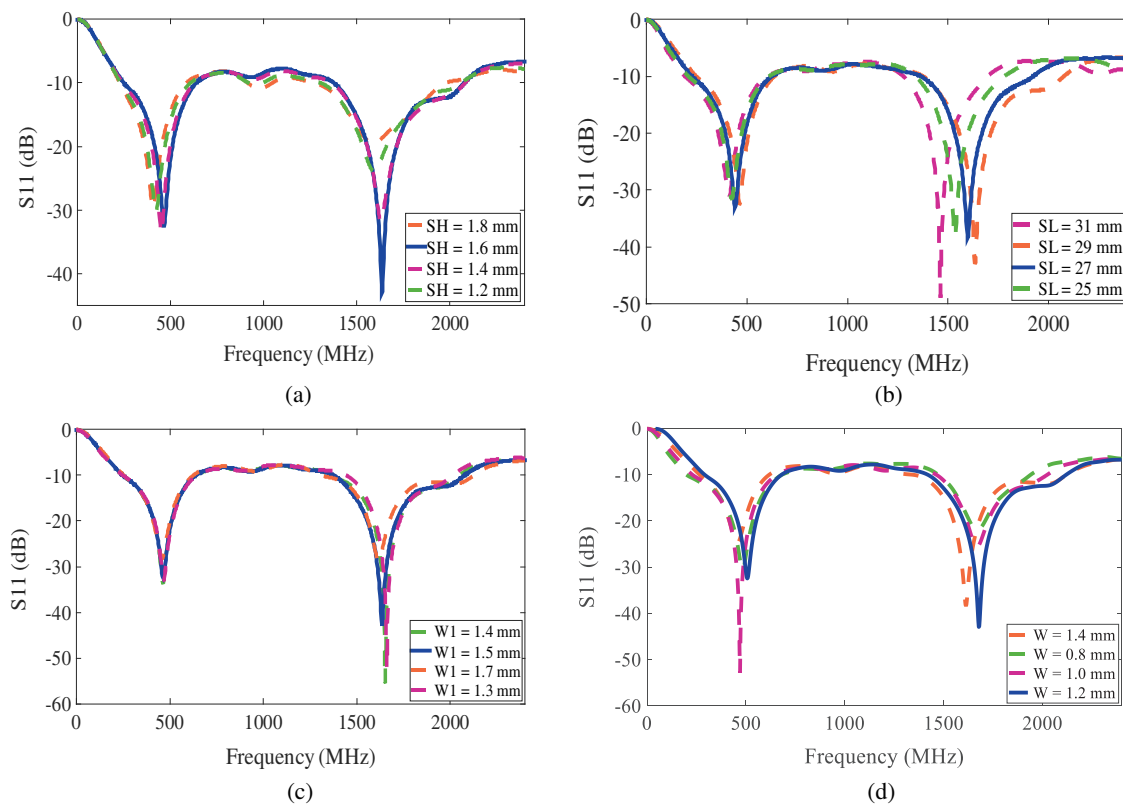 0
-10
-20
-30
-40
S11 (dB)
SH = 1.8 mm
SH = 1.6 mm
SH = 1.4 mm
SH = 1.2 mm
0 500 1000 1500 2000
Frequency (MHz)
(a)
0
-10
-20
-30
-40
-50
S11 (dB)
SL = 31 mm
SL = 29 mm
SL = 27 mm
SL = 25 mm
0 500 1000 1500 2000
Frequency (MHz)
(b)
0
-10
-20
-30
-40
-50
-60
S11 (dB)
W1 = 1.4 mm
W1 = 1.5 mm
W1 = 1.7 mm
W1 = 1.3 mm
0 500 1000 1500 2000
Frequency (MHz)
(c)
0
-10
-20
-30
-40
-50
-60
S11 (dB)
W = 1.4 mm
W = 0.8 mm
W = 1.0 mm
W = 1.2 mm
0 500 1000 1500 2000
Frequency (MHz)
(d)